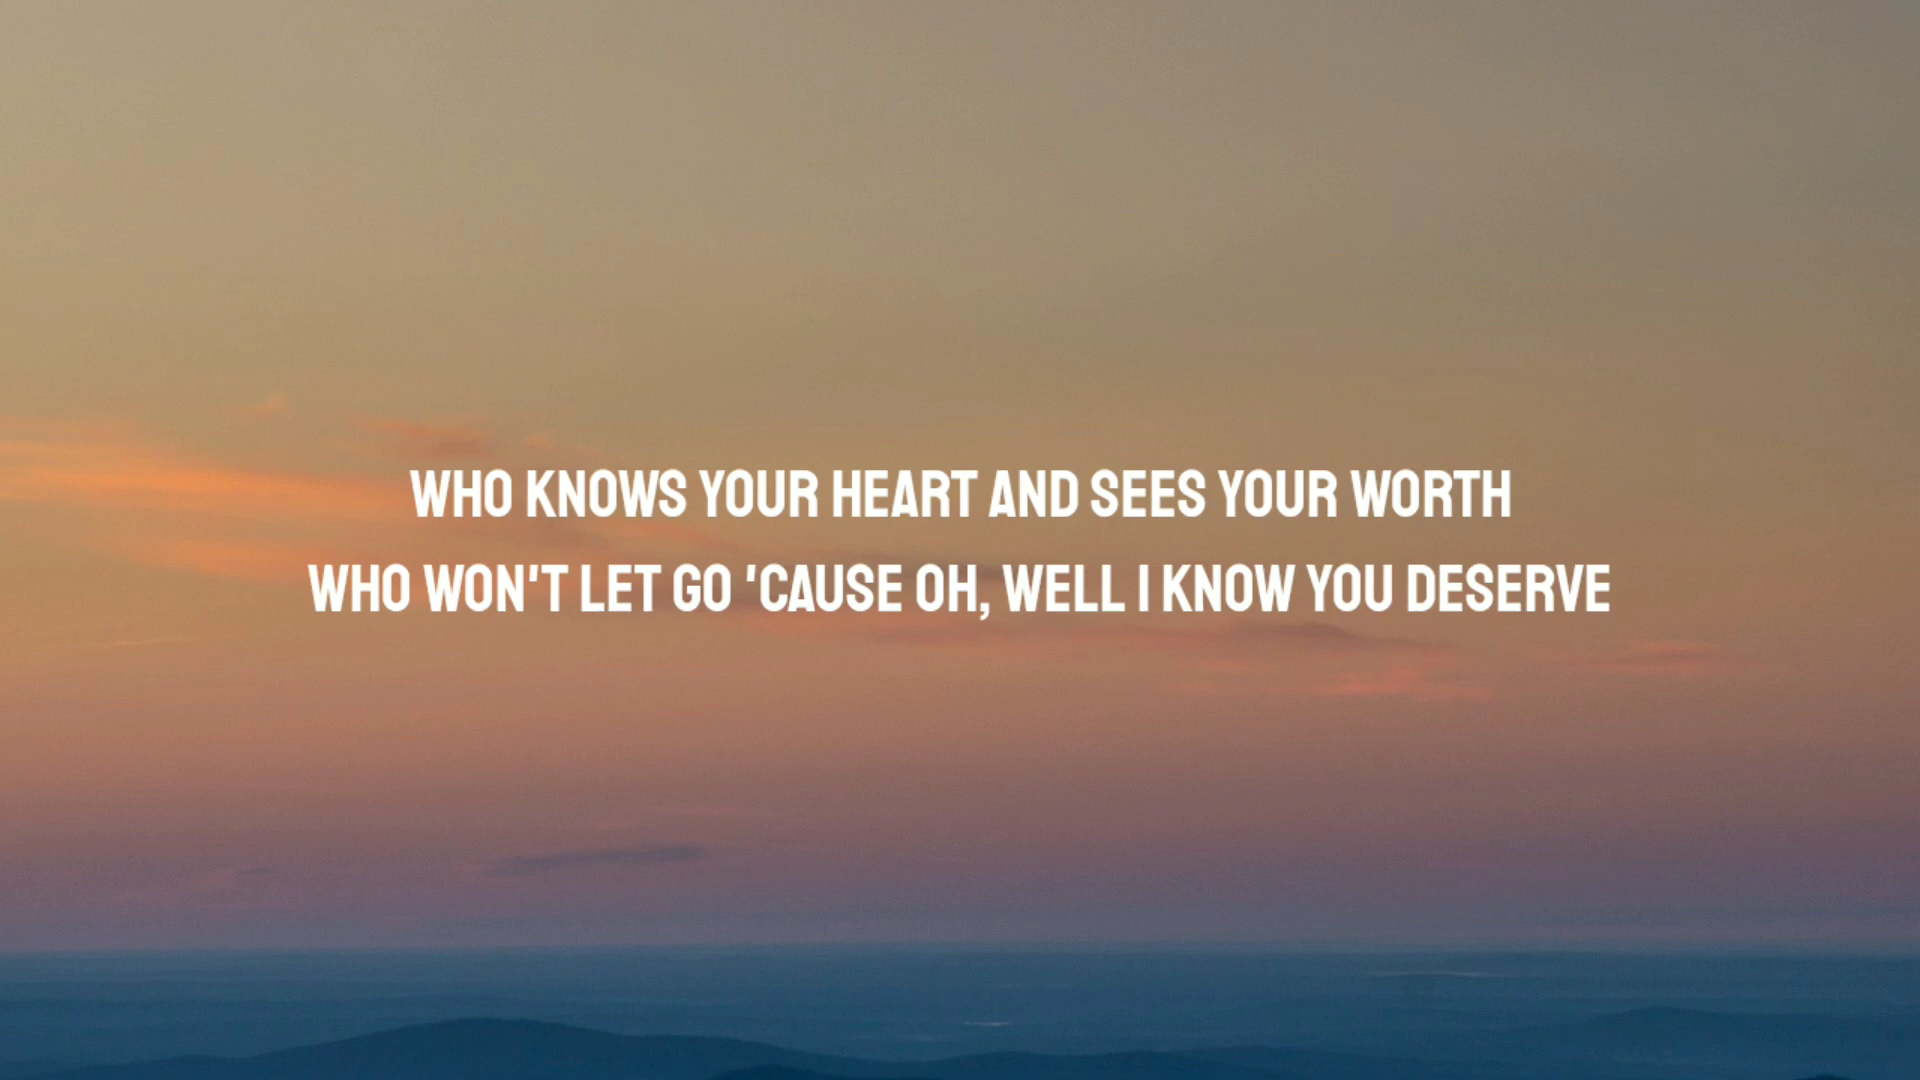 WHO KNOWS YOUR HEART AND SEES YOUR WORTH
WHO WON'T LET GO 'CAUSE OH, WELL I KNOW YOU DESERVE